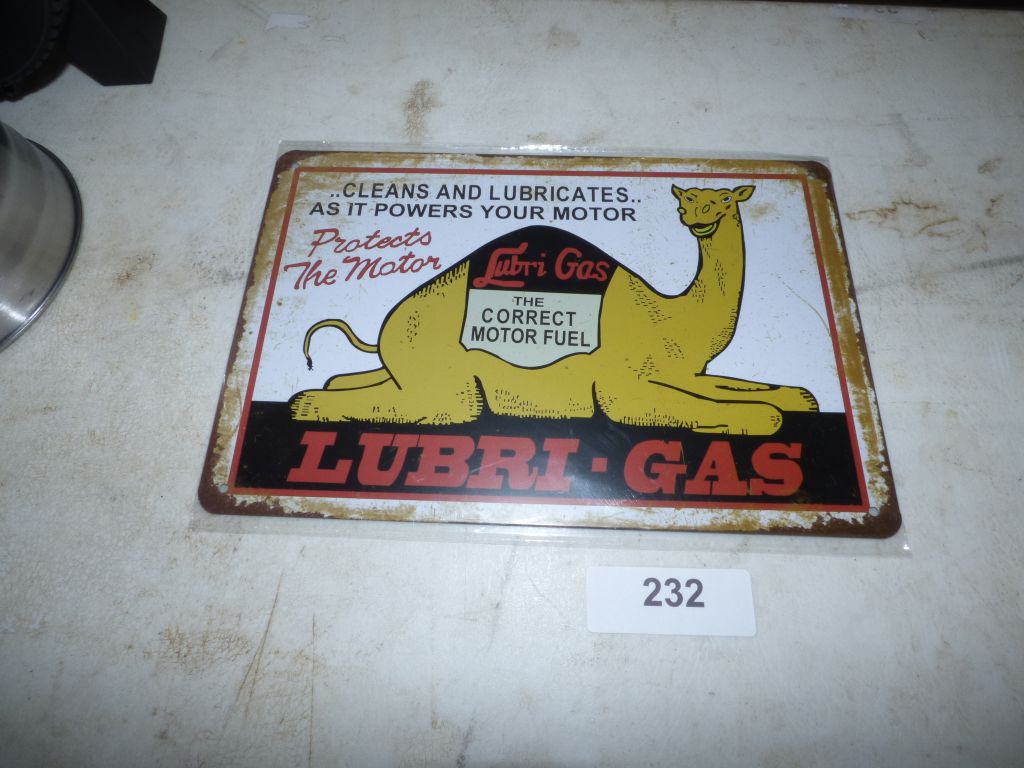 ..CLEANS AND LUBRICATES..
AS IT POWERS YOUR MOTOR
Protects
The Motor
Lubri Gas
THE
CORRECT
MOTOR FUEL
LUBRI-GAS
232